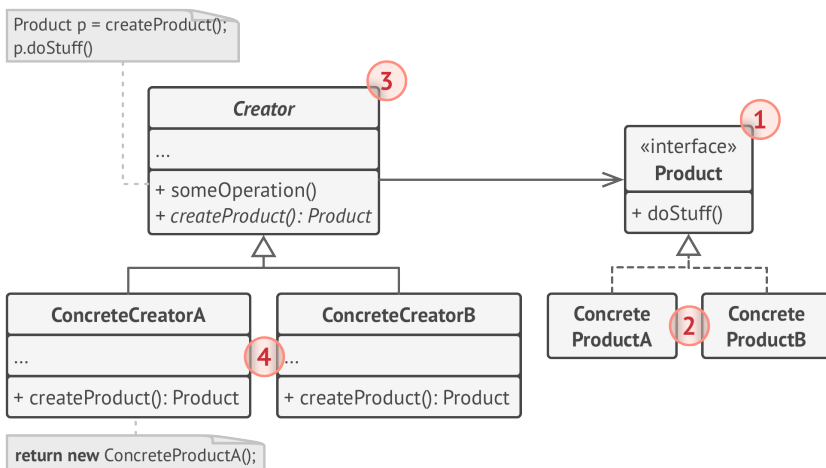 Product p = createProduct();
p.doStuff()
3
Creator
...
+ someOperation()
+ createProduct(): Product
1
«interface»
Product
+ doStuff()
ConcreteCreatorA
...
+ createProduct(): Product
4
ConcreteCreatorB
...
+ createProduct(): Product
Concrete
ProductA
2
Concrete
ProductB
return new ConcreteProductA();